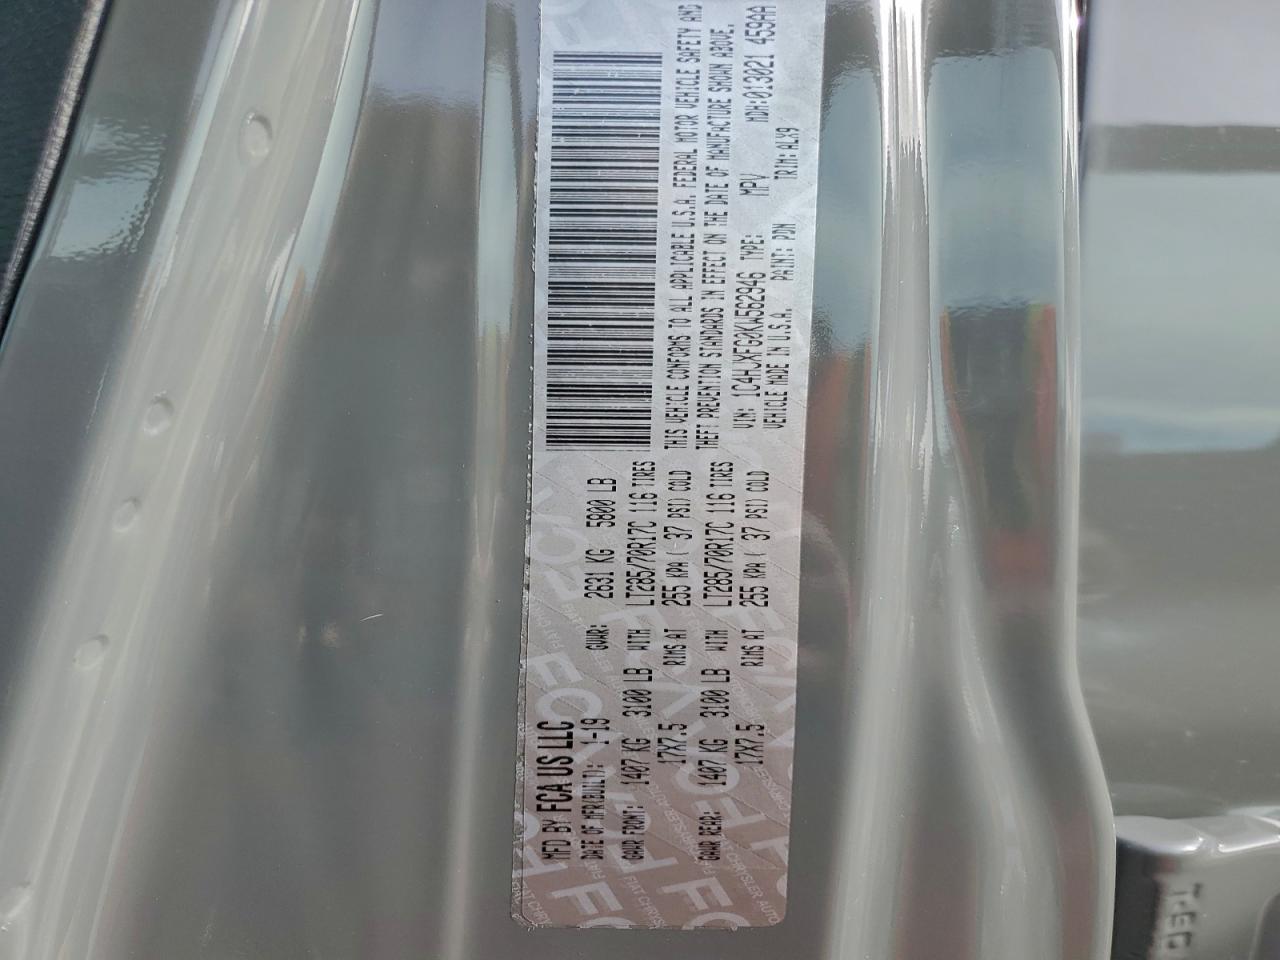 MFD BY FCA US LLC
DATE OF MFR(BUILT): 1-19 GVWR: 2631 KG 5800 LB
GAWR FRONT: 1407 KG 3100 LB WITH LT285/70R17C 116 TIRES
17X7.5 RIMS AT 255 KPA ( 37 PSI) COLD
GAWR REAR: 1407 KG 3100 LB WITH LT285/70R17C 116 TIRES
17X7.5 RIMS AT 255 KPA ( 37 PSI) COLD
THIS VEHICLE CONFORMS TO ALL APPLICABLE U.S.A. FEDERAL MOTOR VEHICLE SAFETY AND
THEFT PREVENTION STANDARDS IN EFFECT ON THE DATE OF MANUFACTURE SHOWN ABOVE.
VIN: 1C4HJXFG0KW562946 TYPE: MPV MDH:013021 459AA
VEHICLE MADE IN U.S.A. PAINT: PDN TRIM:ALX9